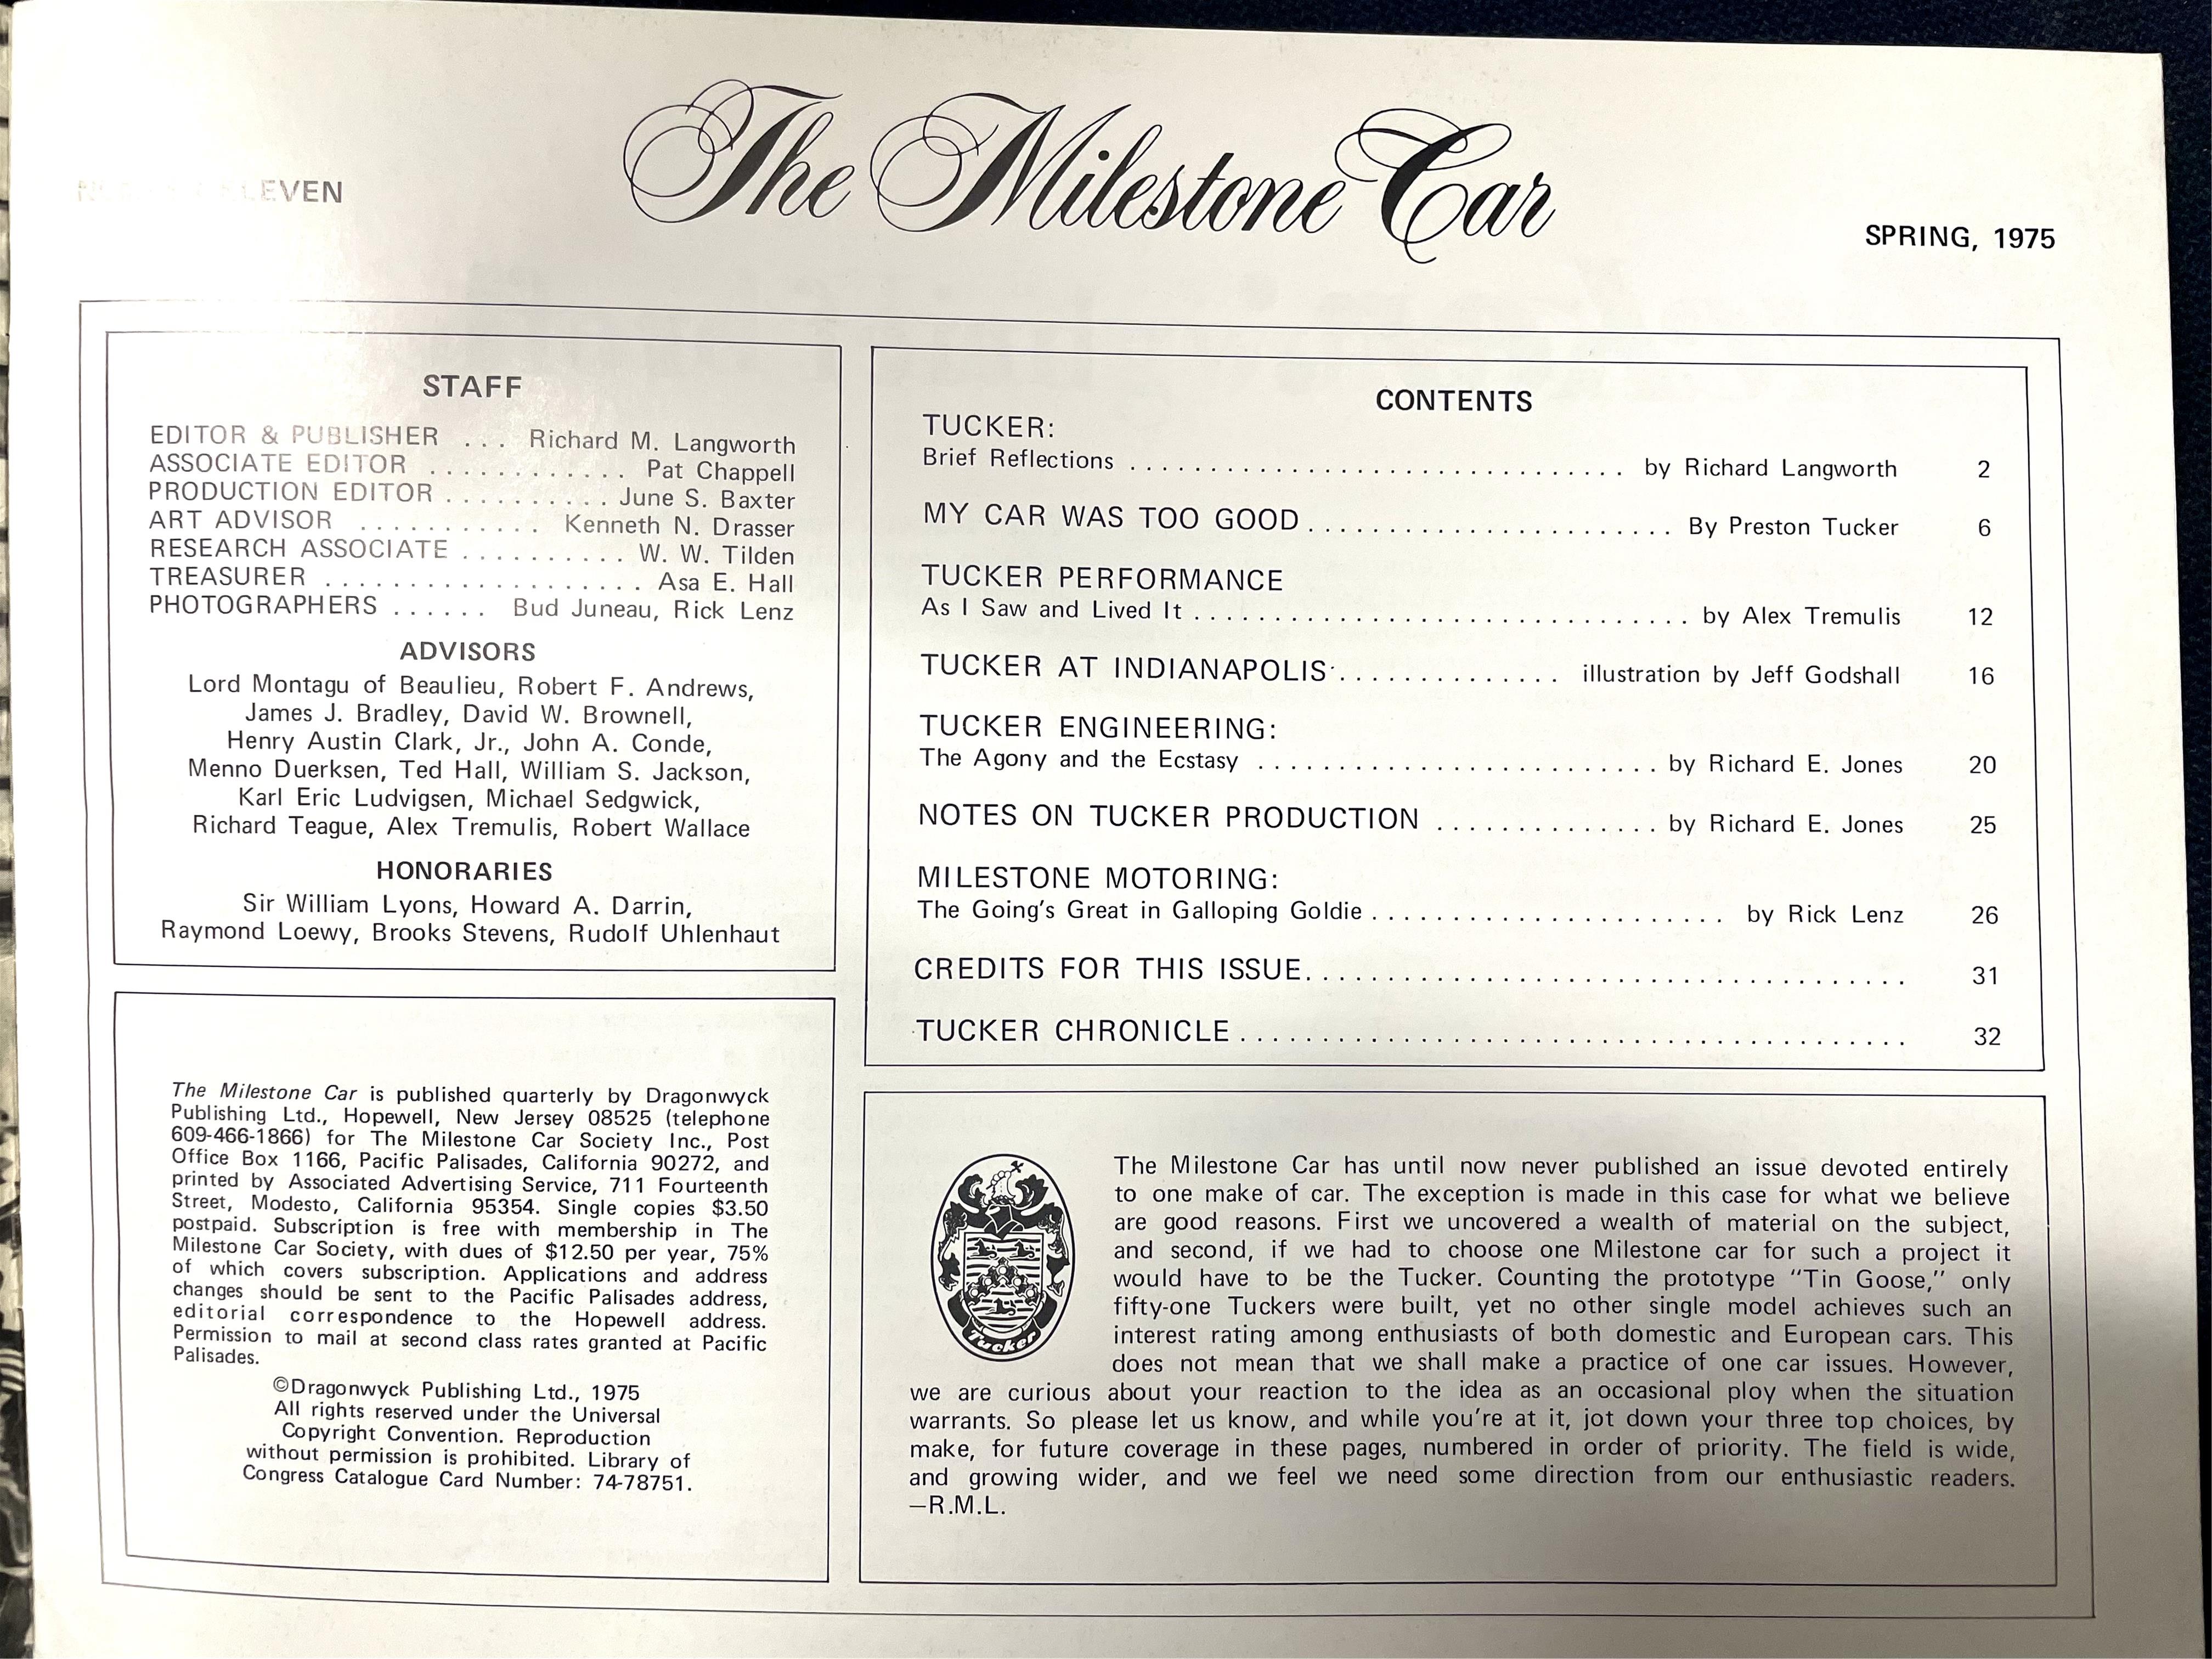 The Milestone Car
ELEVEN
SPRING, 1975
STAFF
EDITOR & PUBLISHER ... Richard M. Langworth
ASSOCIATE EDITOR ............ Pat Chappell
PRODUCTION EDITOR .......... June S. Baxter
ART ADVISOR ........... Kenneth N. Drasser
RESEARCH ASSOCIATE .......... W. W. Tilden
TREASURER .................... Asa E. Hall
PHOTOGRAPHERS ...... Bud Juneau, Rick Lenz
ADVISORS
Lord Montagu of Beaulieu, Robert F. Andrews,
James J. Bradley, David W. Brownell,
Henry Austin Clark, Jr., John A. Conde,
Menno Duerksen, Ted Hall, William S. Jackson,
Karl Eric Ludvigsen, Michael Sedgwick,
Richard Teague, Alex Tremulis, Robert Wallace
HONORARIES
Sir William Lyons, Howard A. Darrin,
Raymond Loewy, Brooks Stevens, Rudolf Uhlenhaut
The Milestone Car is published quarterly by Dragonwyck
Publishing Ltd., Hopewell, New Jersey 08525 (telephone
609-466-1866) for The Milestone Car Society Inc., Post
Office Box 1166, Pacific Palisades, California 90272, and
printed by Associated Advertising Service, 711 Fourteenth
Street, Modesto, California 95354. Single copies $3.50
postpaid. Subscription is free with membership in The
Milestone Car Society, with dues of $12.50 per year, 75%
of which covers subscription. Applications and address
changes should be sent to the Pacific Palisades address,
editorial correspondence to the Hopewell address.
Permission to mail at second class rates granted at Pacific
Palisades.
©Dragonwyck Publishing Ltd., 1975
All rights reserved under the Universal
Copyright Convention. Reproduction
without permission is prohibited. Library of
Congress Catalogue Card Number: 74-78751.
CONTENTS
TUCKER:
Brief Reflections ............................... by Richard Langworth 2
MY CAR WAS TOO GOOD ....................... By Preston Tucker 6
TUCKER PERFORMANCE
As I Saw and Lived It ............................... by Alex Tremulis 12
TUCKER AT INDIANAPOLIS .............. illustration by Jeff Godshall 16
TUCKER ENGINEERING:
The Agony and the Ecstasy ......................... by Richard E. Jones 20
NOTES ON TUCKER PRODUCTION .............. by Richard E. Jones 25
MILESTONE MOTORING:
The Going's Great in Galloping Goldie ...................... by Rick Lenz 26
CREDITS FOR THIS ISSUE ..................................... 31
TUCKER CHRONICLE ......................................... 32
Tucker
The Milestone Car has until now never published an issue devoted entirely
to one make of car. The exception is made in this case for what we believe
are good reasons. First we uncovered a wealth of material on the subject,
and second, if we had to choose one Milestone car for such a project it
would have to be the Tucker. Counting the prototype "Tin Goose," only
fifty-one Tuckers were built, yet no other single model achieves such an
interest rating among enthusiasts of both domestic and European cars. This
does not mean that we shall make a practice of one car issues. However,
we are curious about your reaction to the idea as an occasional ploy when the situation
warrants. So please let us know, and while you're at it, jot down your three top choices, by
make, for future coverage in these pages, numbered in order of priority. The field is wide,
and growing wider, and we feel we need some direction from our enthusiastic readers.
—R.M.L.